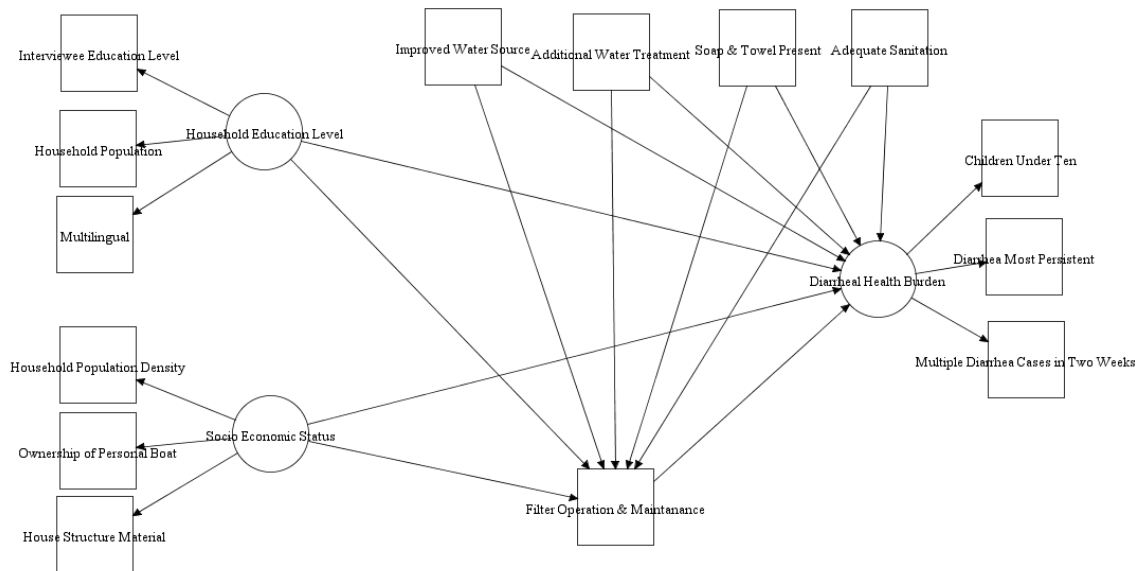 Interviewee Education Level
Household Population
Multilingual
Household Education Level
Household Population Density
Ownership of Personal Boat
House Structure Material
Socio Economic Status
Improved Water Source
Additional Water Treatment
Soap & Towel Present
Adequate Sanitation
Filter Operation & Maintanance
Diarrheal Health Burden
Children Under Ten
Diarrhea Most Persistent
Multiple Diarrhea Cases in Two Weeks